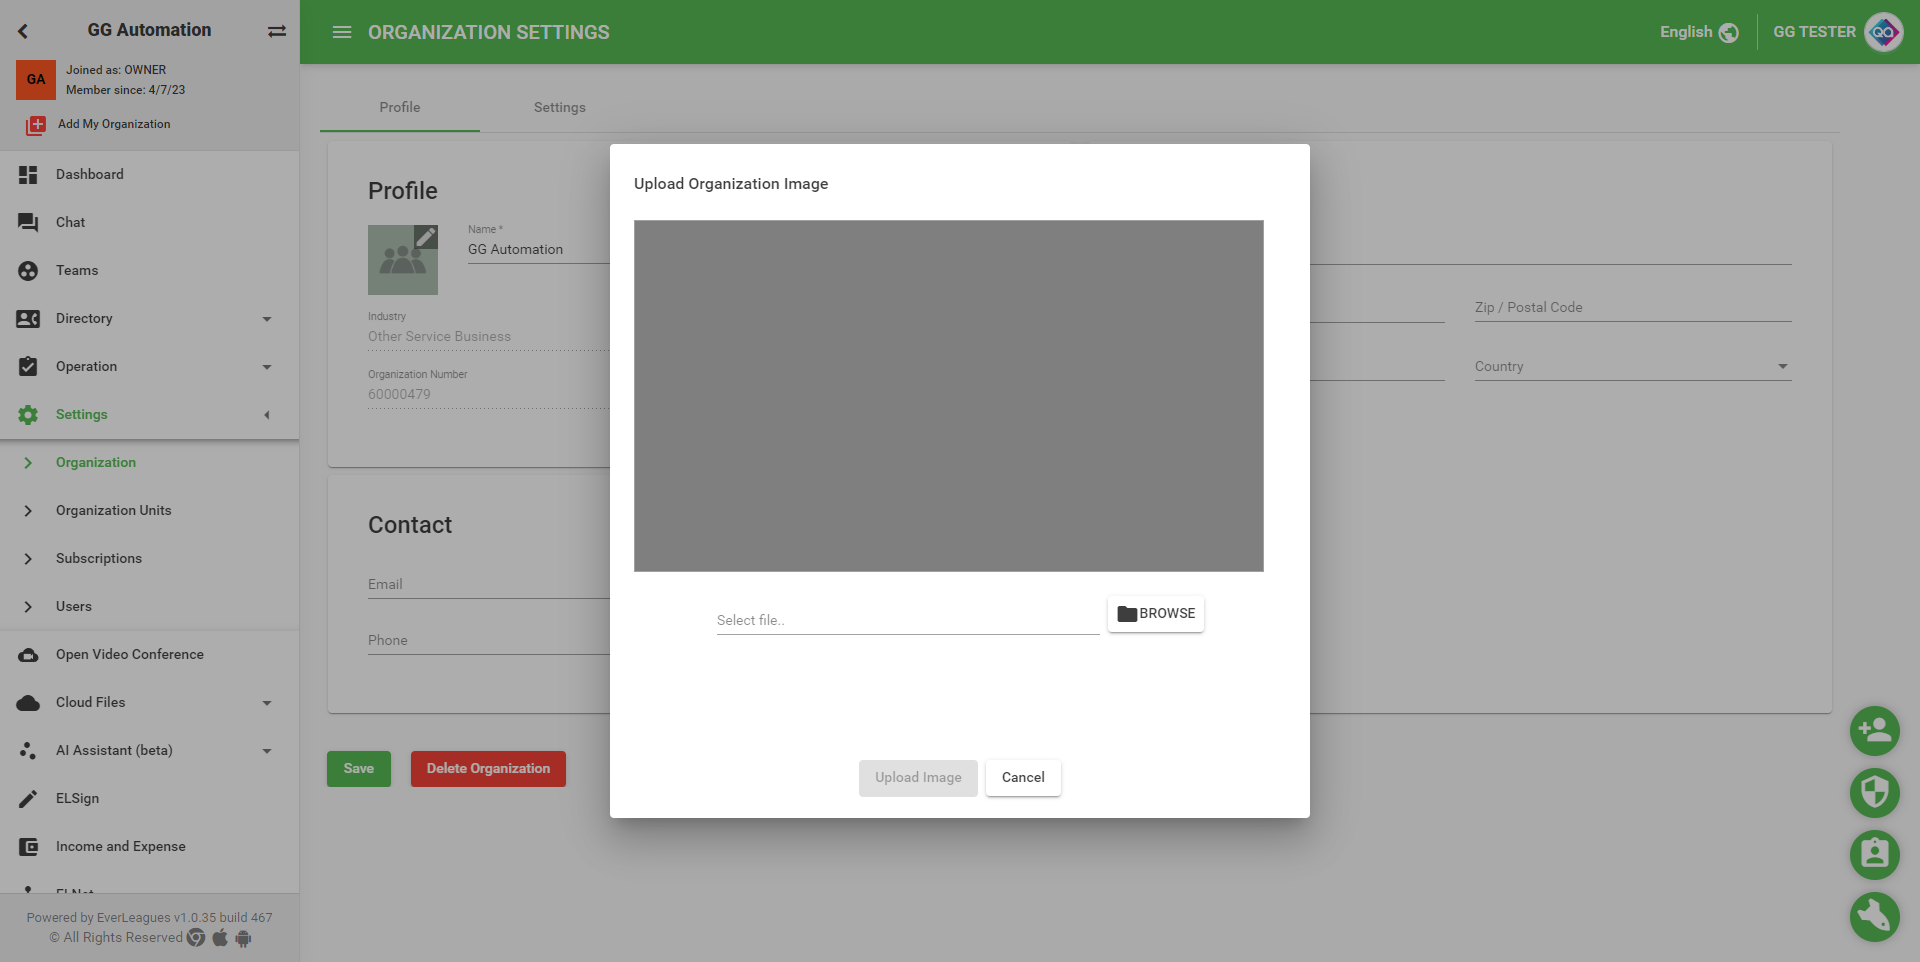 GG Automation
GA
Joined as: OWNER
Member since: 4/7/23
Add My Organization
Dashboard
Chat
Teams
Directory
Operation
Settings
Organization
Organization Units
Subscriptions
Users
Open Video Conference
Cloud Files
AI Assistant (beta)
ELSign
Income and Expense
Powered by EverLeagues v1.0.35 build 467
© All Rights Reserved
ORGANIZATION SETTINGS
English
GG TESTER
QA
Profile
Settings
Profile
Name *
GG Automation
Industry
Other Service Business
Organization Number
60000479
Zip / Postal Code
Country
Contact
Email
Phone
Save
Delete Organization
Upload Organization Image
Select file..
BROWSE
Upload Image
Cancel